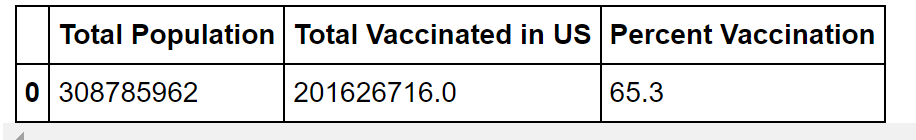 Total Population Total Vaccinated in US Percent Vaccination
0 308785962 201626716.0 65.3